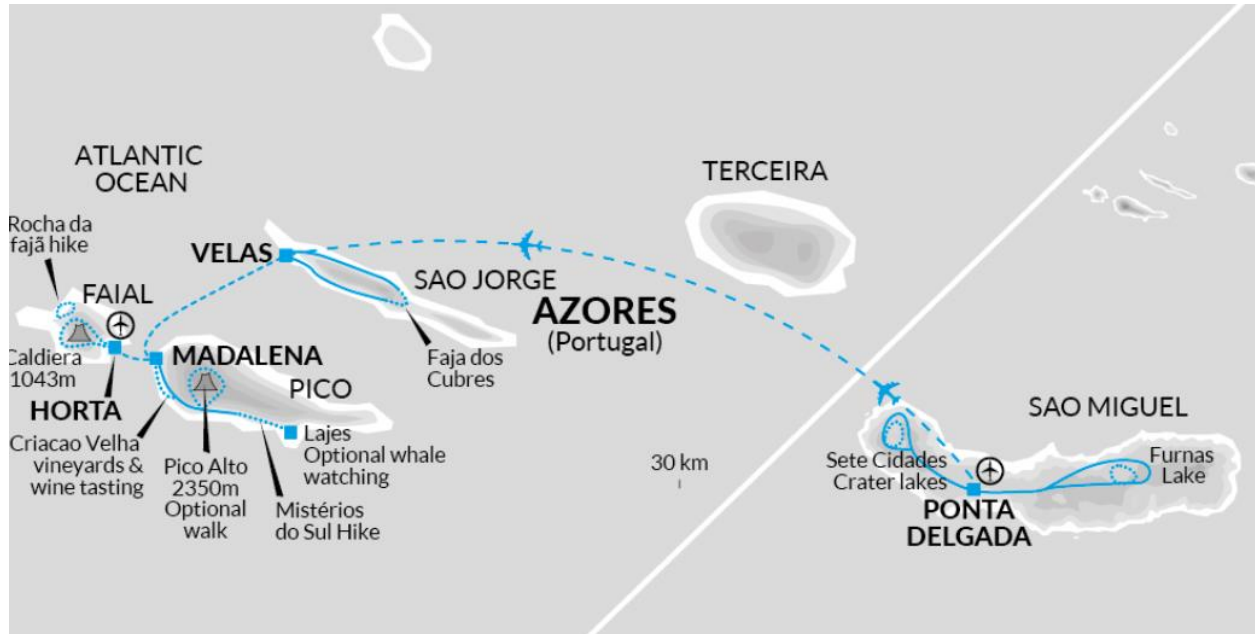 ATLANTIC
OCEAN
TERCEIRA
Rocha da
fajã hike
VELAS
SAO JORGE
FAIAL
AZORES
(Portugal)
Caldiera
1043m
MADALENA
Faja dos
Cubres
HORTA
PICO
SAO MIGUEL
Criacao Velha
vineyards &
wine tasting
Pico Alto
2350m
Optional
walk
Lajes
Optional whale
watching
Mistérios
do Sul Hike
30 km
Sete Cidades
Crater lakes
Furnas
Lake
PONTA
DELGADA